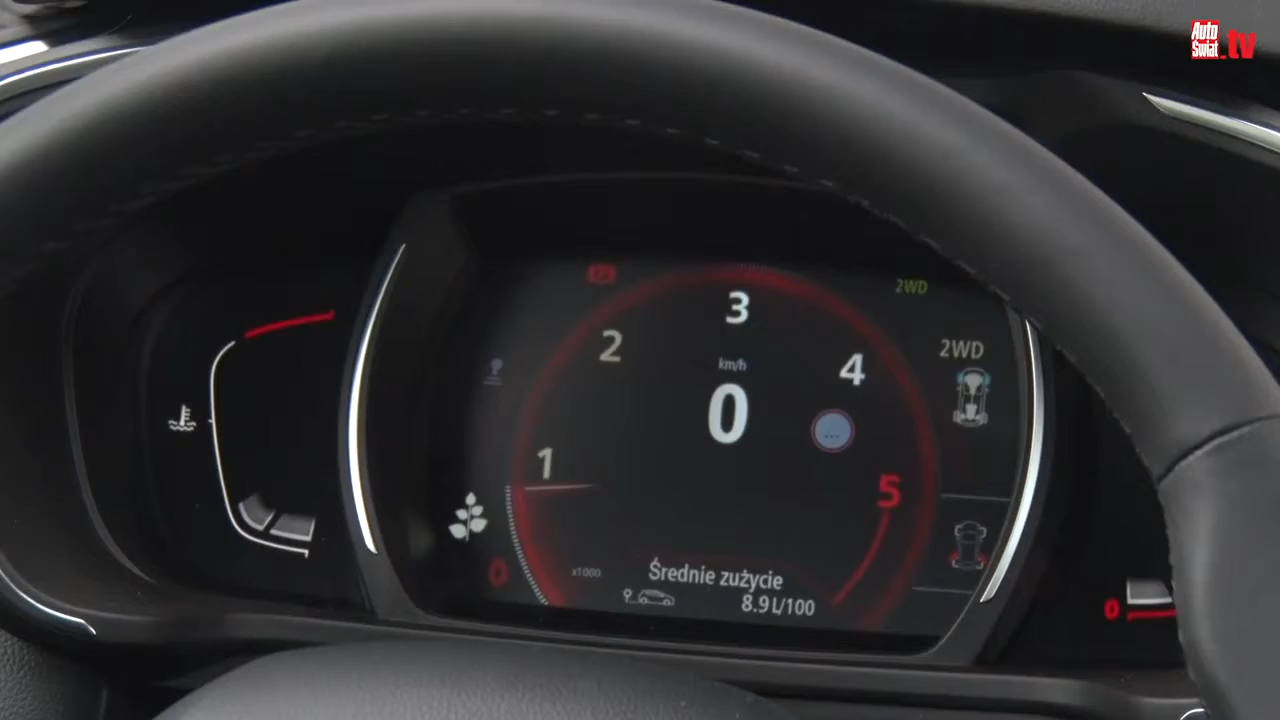 Auto
Świat
.tv
2WD
3
2
km/h
2WD
4
0
...
1
5
0
x1000
Średnie zużycie
8.9 L/100
0